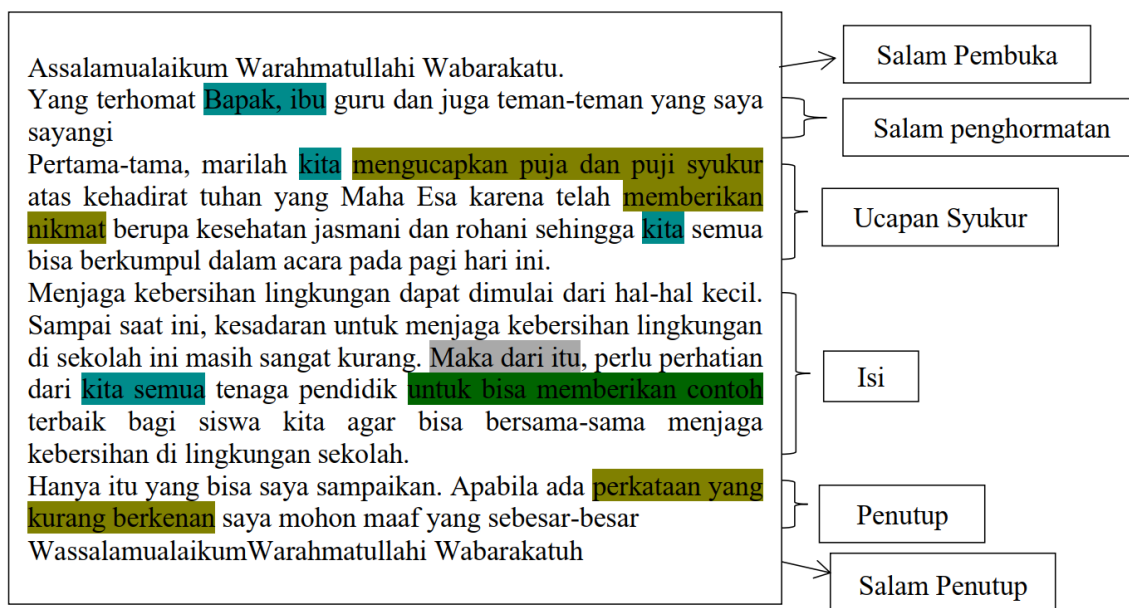 Assalamualaikum Warahmatullahi Wabarakatu.
Yang terhomat Bapak, ibu guru dan juga teman-teman yang saya
sayangi
Pertama-tama, marilah kita mengucapkan puja dan puji syukur
atas kehadirat tuhan yang Maha Esa karena telah memberikan
nikmat berupa kesehatan jasmani dan rohani sehingga kita semua
bisa berkumpul dalam acara pada pagi hari ini.
Menjaga kebersihan lingkungan dapat dimulai dari hal-hal kecil.
Sampai saat ini, kesadaran untuk menjaga kebersihan lingkungan
di sekolah ini masih sangat kurang. Maka dari itu, perlu perhatian
dari kita semua tenaga pendidik untuk bisa memberikan contoh
terbaik bagi siswa kita agar bisa bersama-sama menjaga
kebersihan di lingkungan sekolah.
Hanya itu yang bisa saya sampaikan. Apabila ada perkataan yang
kurang berkenan saya mohon maaf yang sebesar-besar
WassalamualaikumWarahmatullahi Wabarakatuh
Salam Pembuka
Salam penghormatan
Ucapan Syukur
Isi
Penutup
Salam Penutup